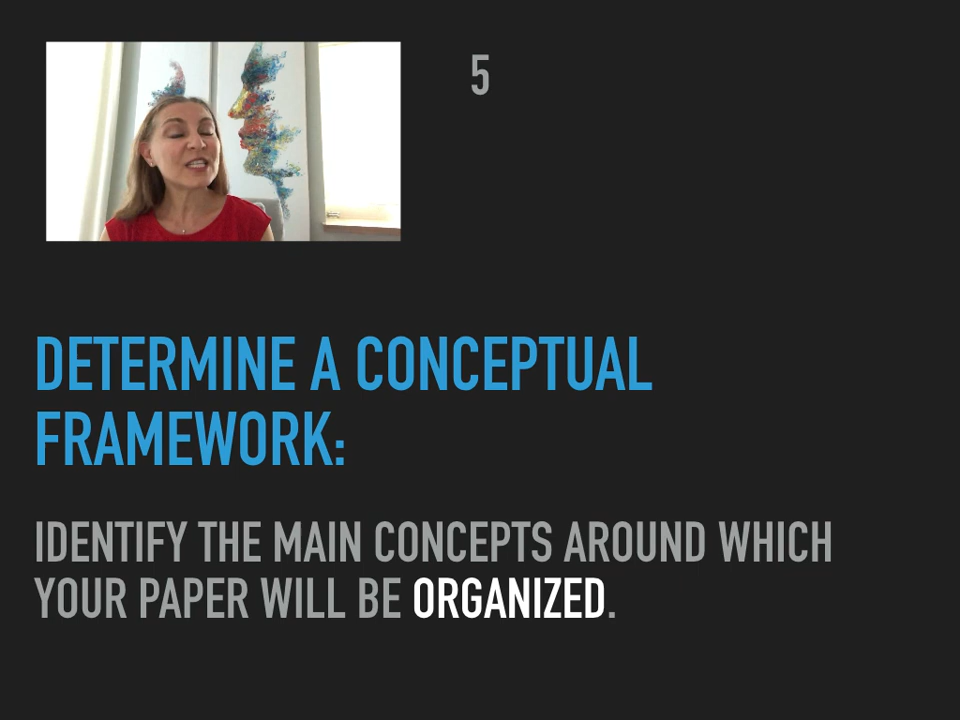 5
DETERMINE A CONCEPTUAL
FRAMEWORK:
IDENTIFY THE MAIN CONCEPTS AROUND WHICH
YOUR PAPER WILL BE ORGANIZED.